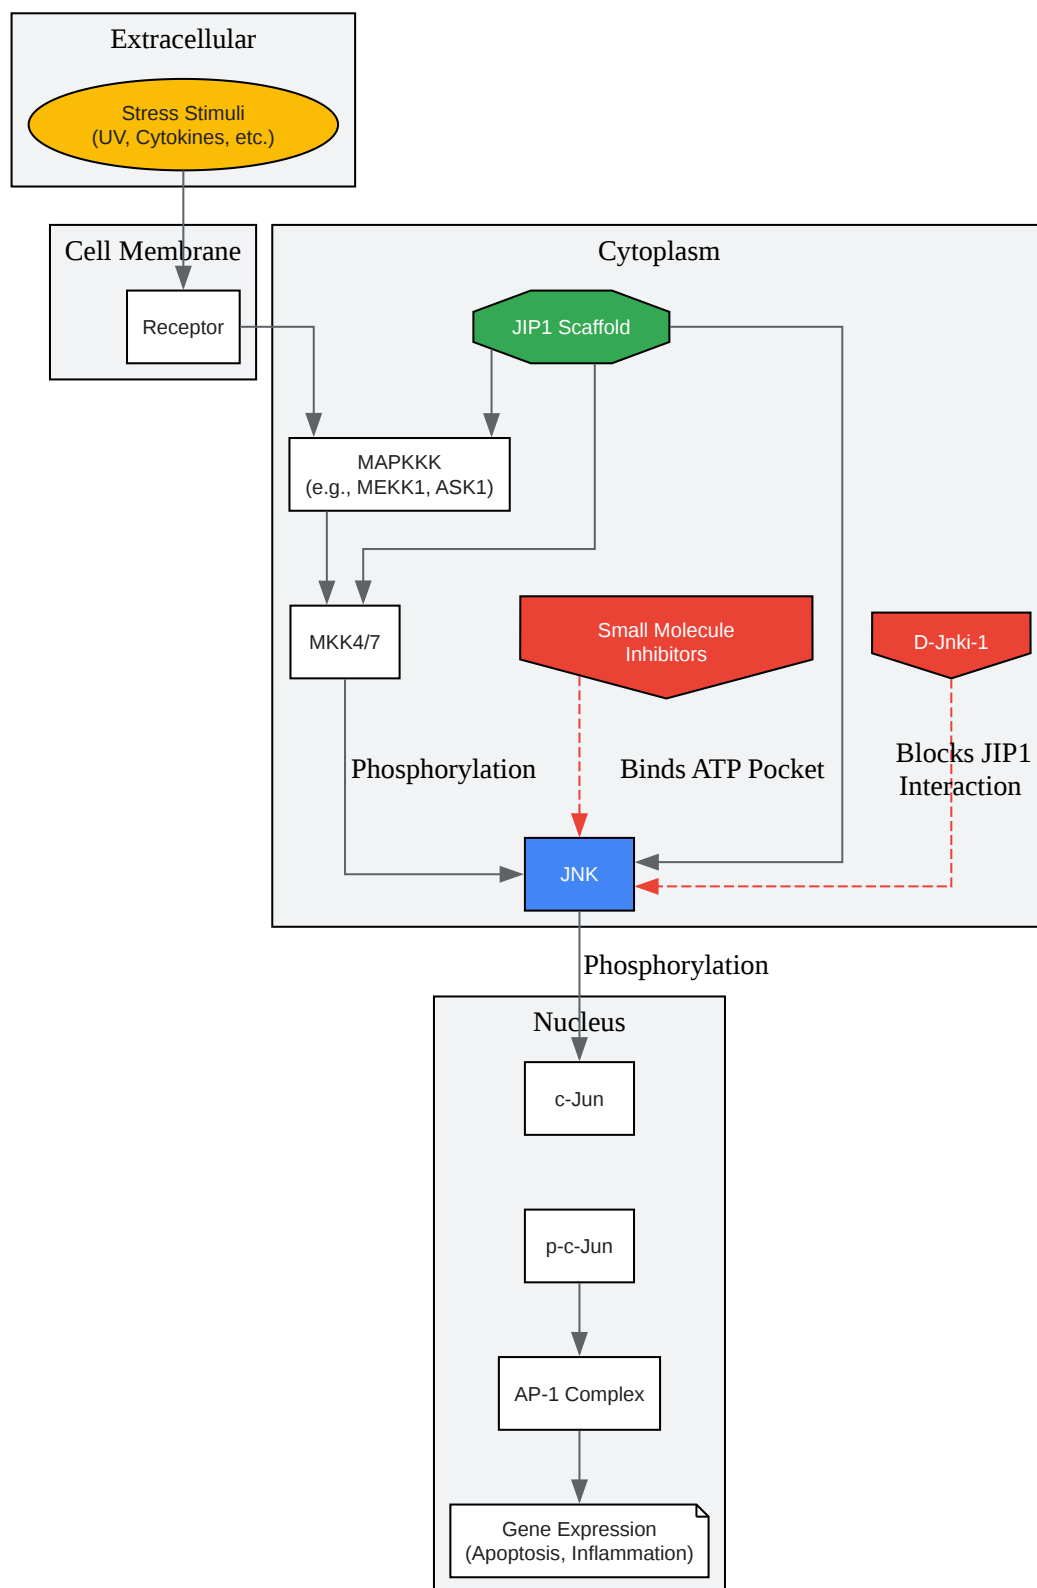 Extracellular
Stress Stimuli
(UV, Cytokines, etc.)
Cell Membrane
Cytoplasm
Receptor
JIP1 Scaffold
MAPKKK
(e.g., MEKK1, ASK1)
MKK4/7
Small Molecule
Inhibitors
D-Jnki-1
Phosphorylation
Binds ATP Pocket
Blocks JIP1
Interaction
JNK
Phosphorylation
Nucleus
c-Jun
p-c-Jun
AP-1 Complex
Gene Expression
(Apoptosis, Inflammation)